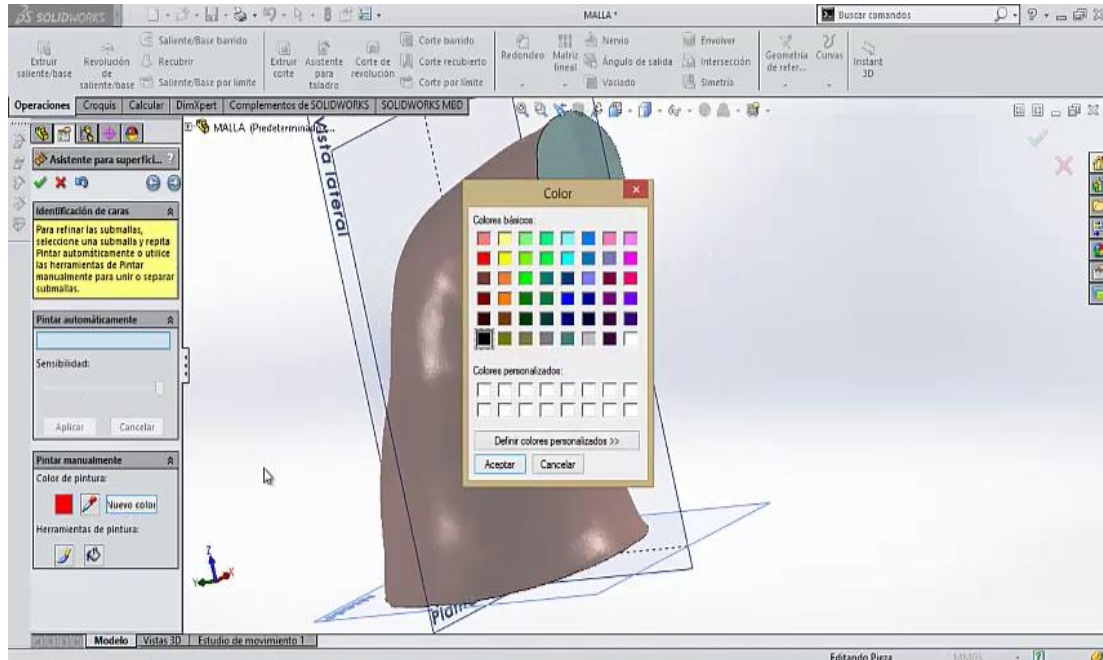 SOLIDWORKS
MALLA *
Buscar comandos
Extruir saliente/base
Revolución de saliente/base
Saliente/Base barrido
Recubrir
Saliente/Base por límite
Extruir corte
Asistente para taladro
Corte de revolución
Corte barrido
Corte recubierto
Corte por límite
Redondeo
Matriz lineal
Nervio
Ángulo de salida
Vaciado
Envolver
Intersección
Simetría
Geometría de refer...
Curvas
Instant 3D
Operaciones
Croquis
Calcular
DimXpert
Complementos de SOLIDWORKS
SOLIDWORKS MBD
MALLA (Predeterminad
Vista lateral
Asistente para superfici...
?
Identificación de caras
Para refinar las submallas,
seleccione una submalla y repita
Pintar automáticamente o utilice
las herramientas de Pintar
manualmente para unir o separar
submallas.
Pintar automáticamente
Sensibilidad:
Aplicar
Cancelar
Pintar manualmente
Color de pintura:
Nuevo color
Herramientas de pintura:
Color
Colores básicos:
Colores personalizados:
Definir colores personalizados >>
Aceptar
Cancelar
Z
Y
X
Modelo
Vistas 3D
Estudio de movimiento 1
Editando Pieza
MMGS